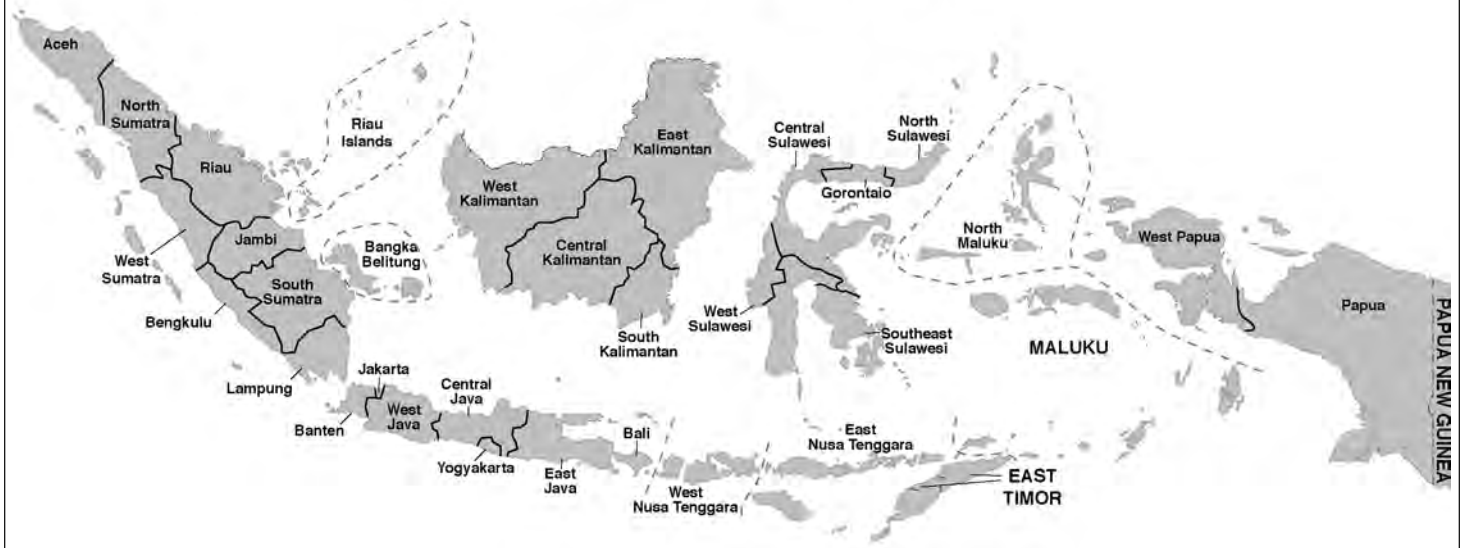 Aceh
North
Sumatra
Riau
Islands
Riau
West
Sumatra
Jambi
Bangka
Belitung
South
Sumatra
Bengkulu
Lampung
Jakarta
Banten
West
Java
Central
Java
Yogyakarta
East
Java
Bali
West
Nusa Tenggara
East
Nusa Tenggara
West
Kalimantan
Central
Kalimantan
East
Kalimantan
South
Kalimantan
Central
Sulawesi
North
Sulawesi
Gorontaio
West
Sulawesi
Southeast
Sulawesi
North
Maluku
MALUKU
West Papua
Papua
PAPUA NEW GUINEA
EAST
TIMOR